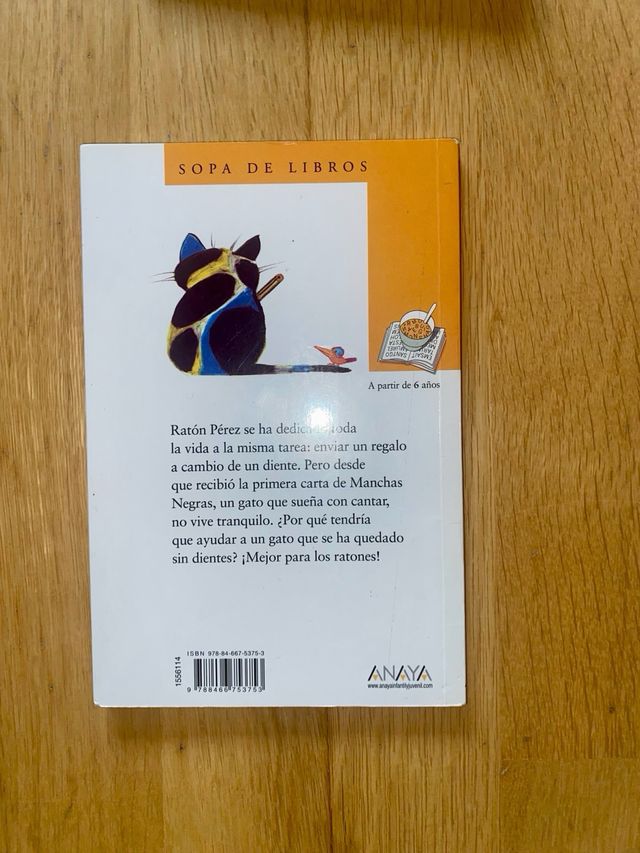 SOPA DE LIBROS
A partir de 6 años
Ratón Pérez se ha dedicado toda
la vida a la misma tarea: enviar un regalo
a cambio de un diente. Pero desde
que recibió la primera carta de Manchas
Negras, un gato que sueña con cantar,
no vive tranquilo. ¿Por qué tendría
que ayudar a un gato que se ha quedado
sin dientes? ¡Mejor para los ratones!
1556114
ISBN 978-84-667-5375-3
9 788466 753753
ANAYA
www.anayainfantilyjuvenil.com